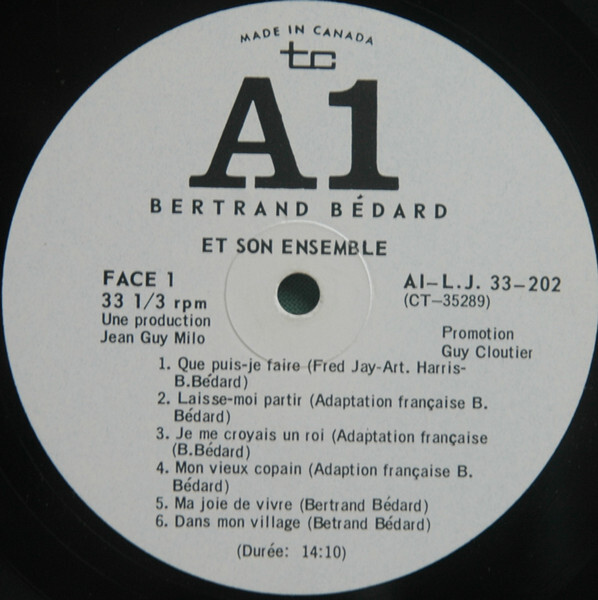 MADE IN CANADA
tc
A1
BERTRAND BÉDARD
ET SON ENSEMBLE
FACE 1
33 1/3 rpm
Une production
Jean Guy Milo
AI-L.J. 33-202
(CT-35289)
Promotion
Guy Cloutier
1. Que puis-je faire (Fred Jay-Art. Harris-
B.Bédard)
2. Laisse-moi partir (Adaptation française B.
Bédard)
3. Je me croyais un roi (Adaptation française
(B.Bédard)
4. Mon vieux copain (Adaption française B.
Bédard)
5. Ma joie de vivre (Bertrand Bédard)
6. Dans mon village (Betrand Bédard)
(Durée: 14:10)